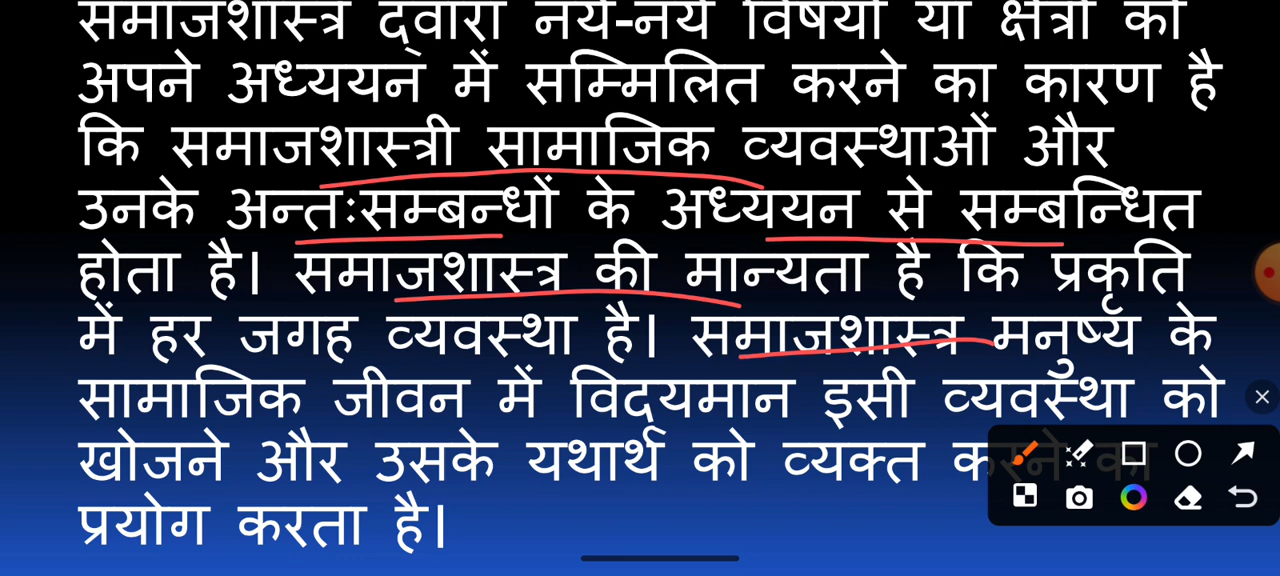 समाजशास्त्र द्वारा नये-नये विषयों या क्षेत्रों को
अपने अध्ययन में सम्मिलित करने का कारण है
कि समाजशास्त्री सामाजिक व्यवस्थाओं और
उनके अन्तःसम्बन्धों के अध्ययन से सम्बन्धित
होता है। समाजशास्त्र की मान्यता है कि प्रकृति
में हर जगह व्यवस्था है। समाजशास्त्र मनुष्य के
सामाजिक जीवन में विद्यमान इसी व्यवस्था को
खोजने और उसके यथार्थ को व्यक्त करने का
प्रयोग करता है।